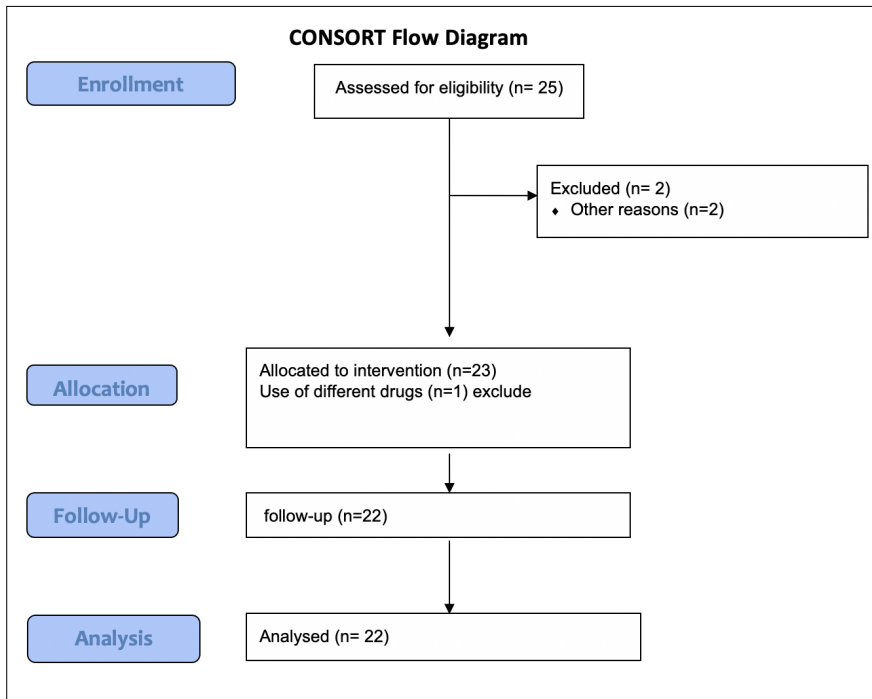 CONSORT Flow Diagram
Enrollment
Assessed for eligibility (n= 25)
Excluded (n= 2)
♦ Other reasons (n=2)
Allocation
Allocated to intervention (n=23)
Use of different drugs (n=1) exclude
Follow-Up
follow-up (n=22)
Analysis
Analysed (n= 22)